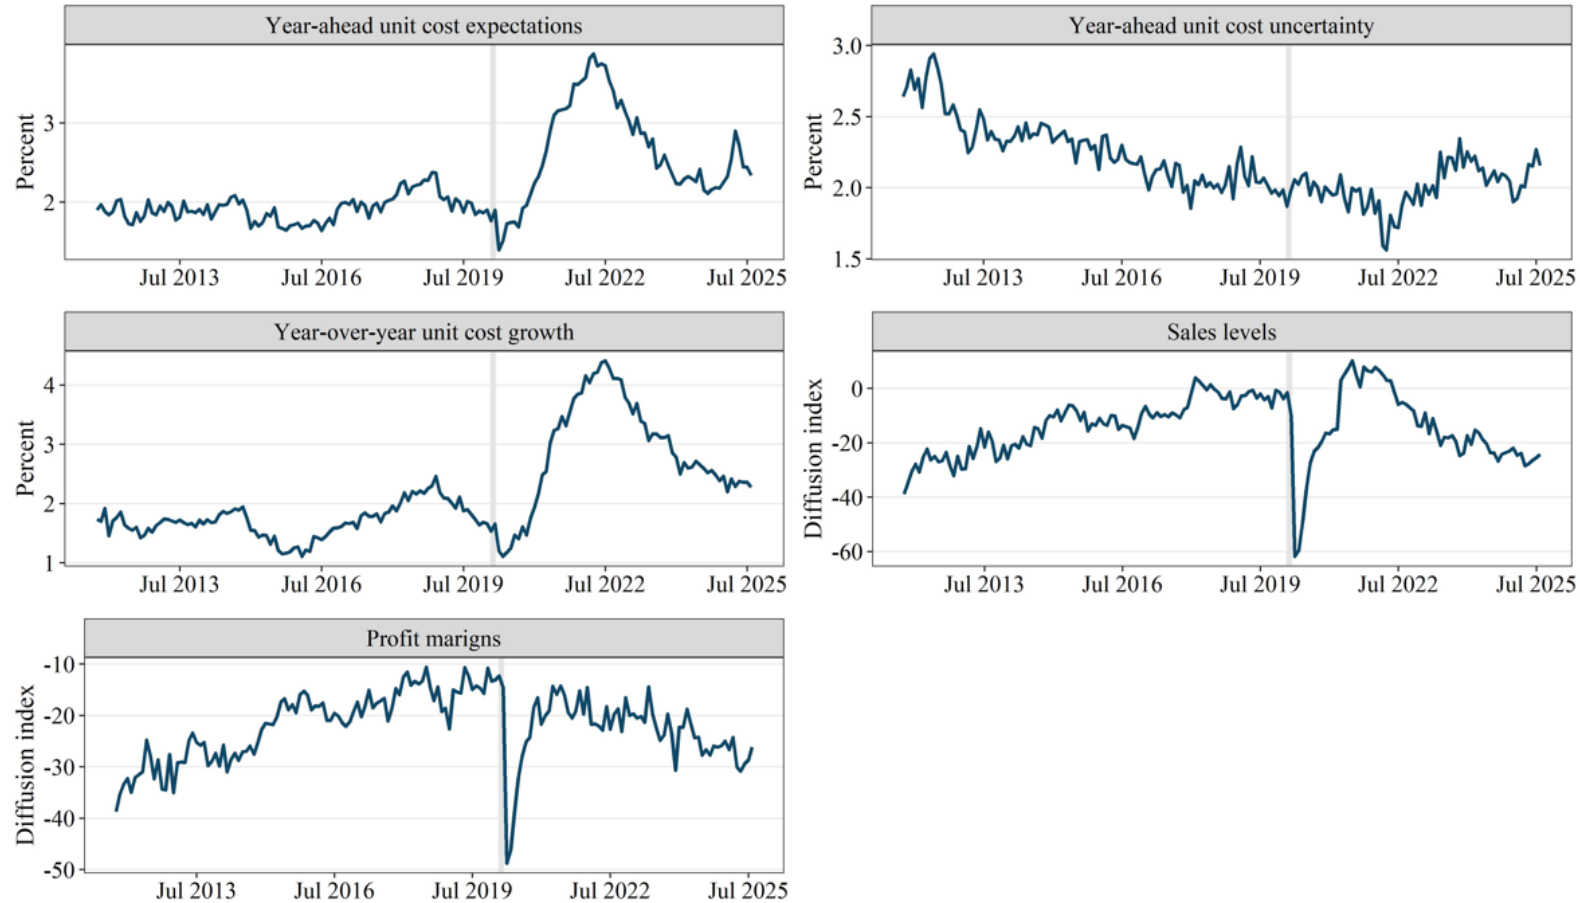 Year-ahead unit cost expectations
Percent
3
2
Jul 2013 Jul 2016 Jul 2019 Jul 2022 Jul 2025
Year-ahead unit cost uncertainty
Percent
3.0
2.5
2.0
1.5
Jul 2013 Jul 2016 Jul 2019 Jul 2022 Jul 2025
Year-over-year unit cost growth
Percent
4
3
2
1
Jul 2013 Jul 2016 Jul 2019 Jul 2022 Jul 2025
Sales levels
Diffusion index
0
-20
-40
-60
Jul 2013 Jul 2016 Jul 2019 Jul 2022 Jul 2025
Profit marigns
Diffusion index
-10
-20
-30
-40
-50
Jul 2013 Jul 2016 Jul 2019 Jul 2022 Jul 2025